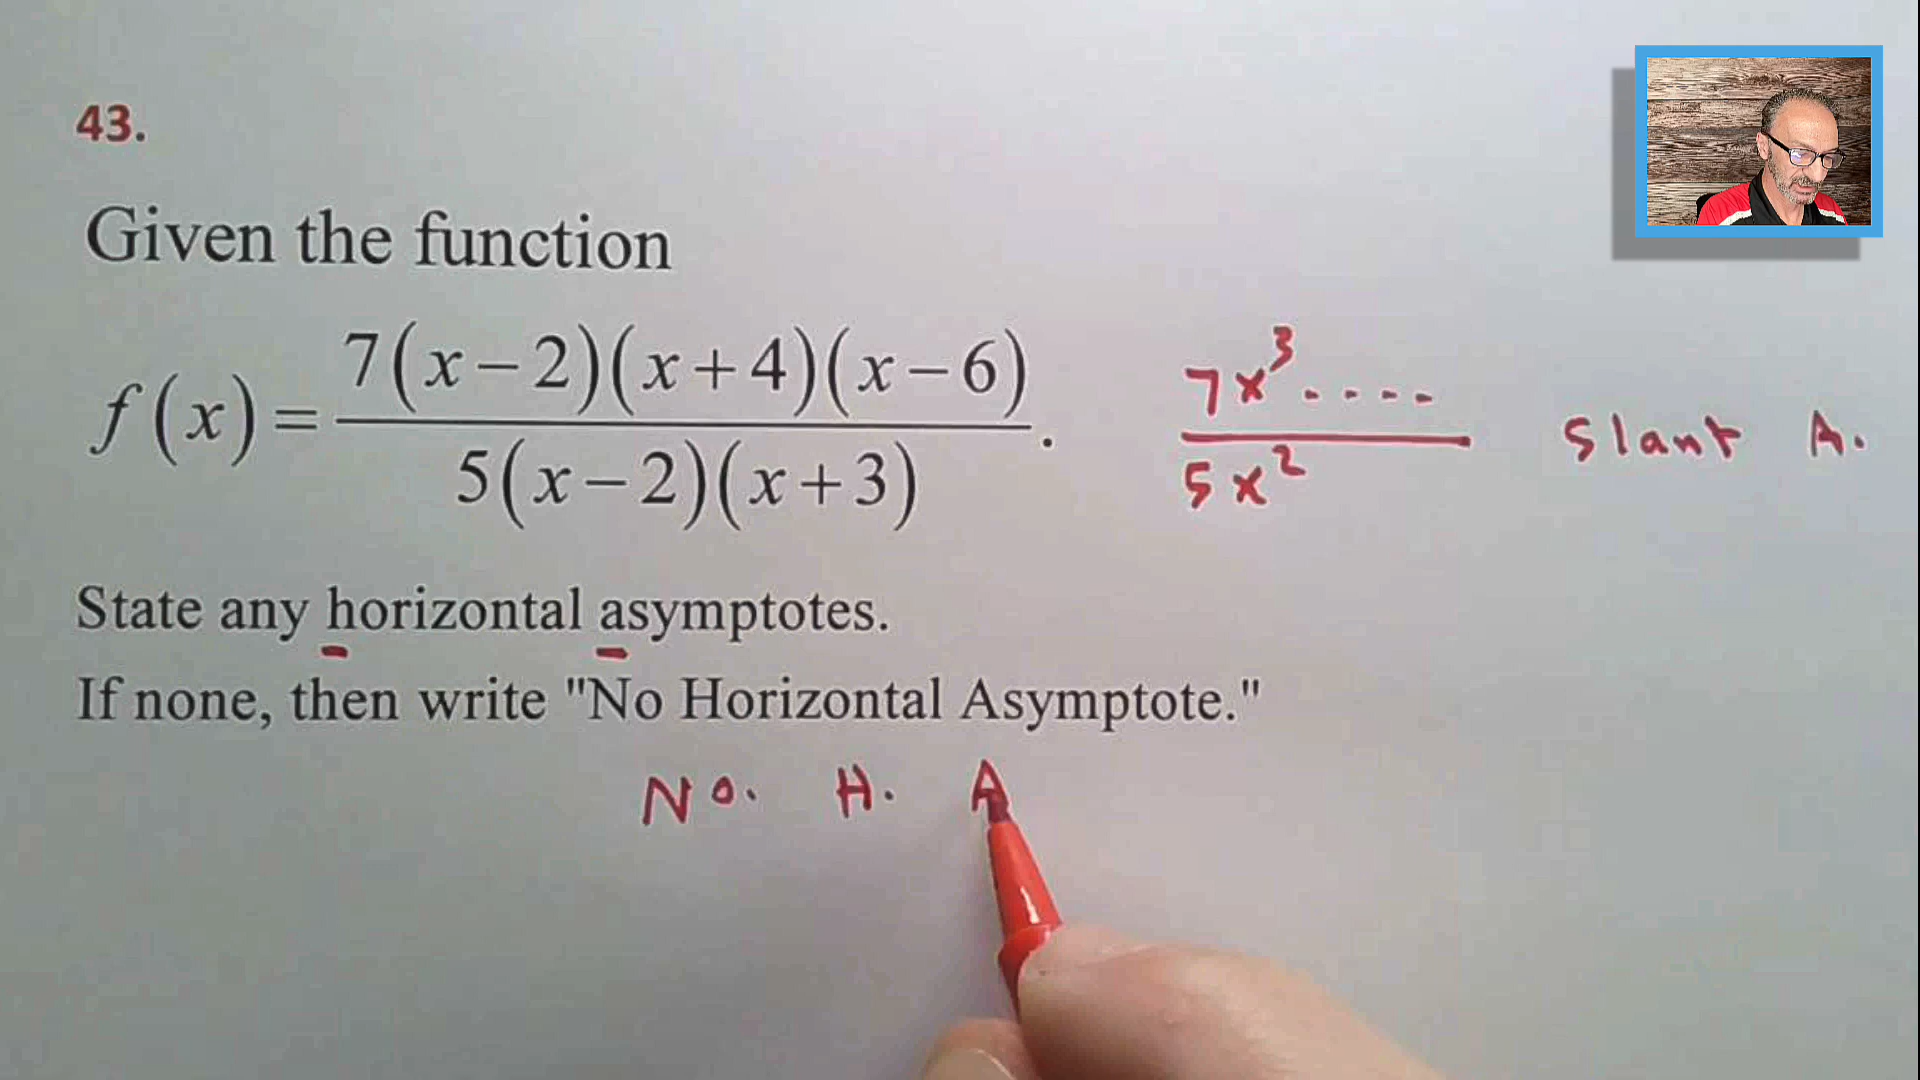 43.
Given the function
f(x) = 7(x − 2)(x + 4)(x − 6) / 5(x − 2)(x + 3).
7x³ ....
5x²
Slant A.
State any horizontal asymptotes.
If none, then write "No Horizontal Asymptote."
No. H. A